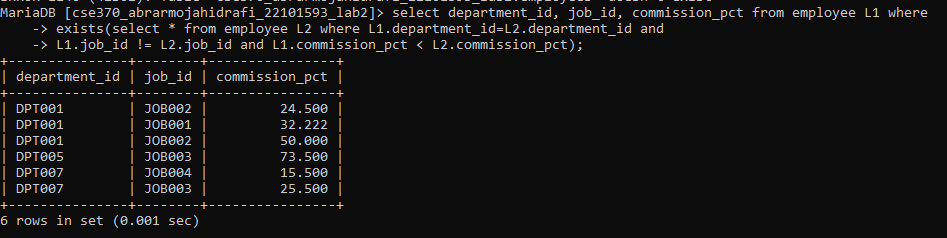 MariaDB [cse370_abrarmojahidrafi_22101593_lab2]> select department_id, job_id, commission_pct from employee L1 where
    -> exists(select * from employee L2 where L1.department_id=L2.department_id and
    -> L1.job_id != L2.job_id and L1.commission_pct < L2.commission_pct);
+---------------+--------+----------------+
| department_id | job_id | commission_pct |
+---------------+--------+----------------+
| DPT001        | JOB002 |         24.500 |
| DPT001        | JOB001 |         32.222 |
| DPT001        | JOB002 |         50.000 |
| DPT005        | JOB003 |         73.500 |
| DPT007        | JOB004 |         15.500 |
| DPT007        | JOB003 |         25.500 |
+---------------+--------+----------------+
6 rows in set (0.001 sec)